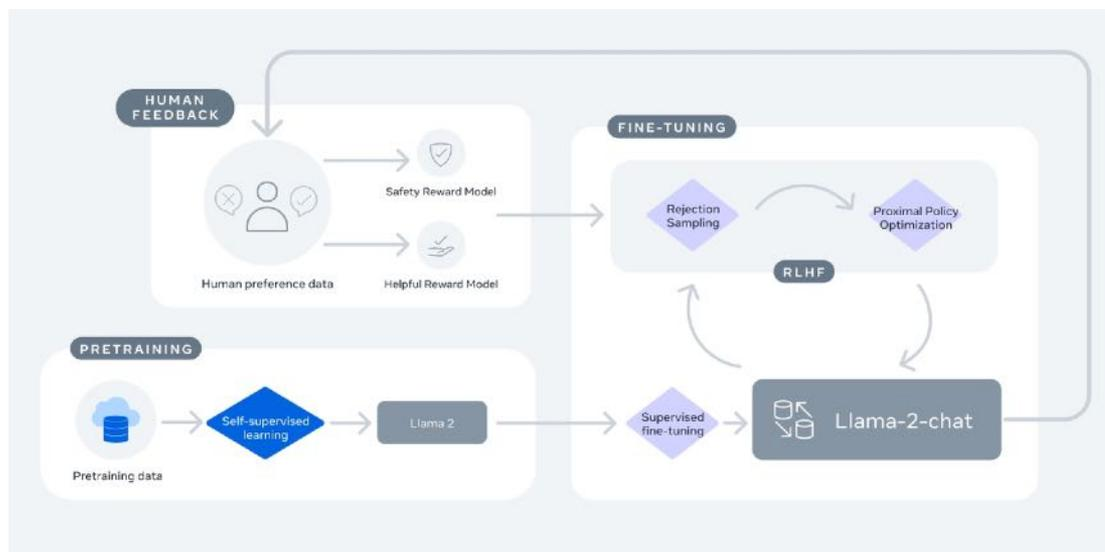 HUMAN
FEEDBACK
Safety Reward Model
Human preference data
Helpful Reward Model
FINE-TUNING
Rejection
Sampling
Proximal Policy
Optimization
RLHF
PRETRAINING
Self-supervised
learning
Llama 2
Pretraining data
Supervised
fine-tuning
Llama-2-chat